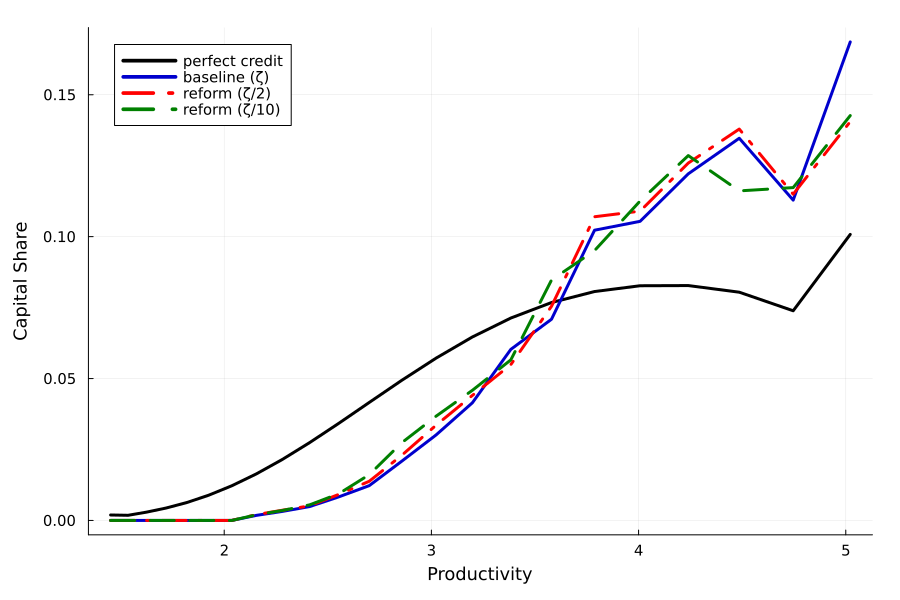 perfect credit
baseline (ζ)
reform (ζ/2)
reform (ζ/10)
0.15
0.10
0.05
0.00
Capital Share
2 3 4 5
Productivity